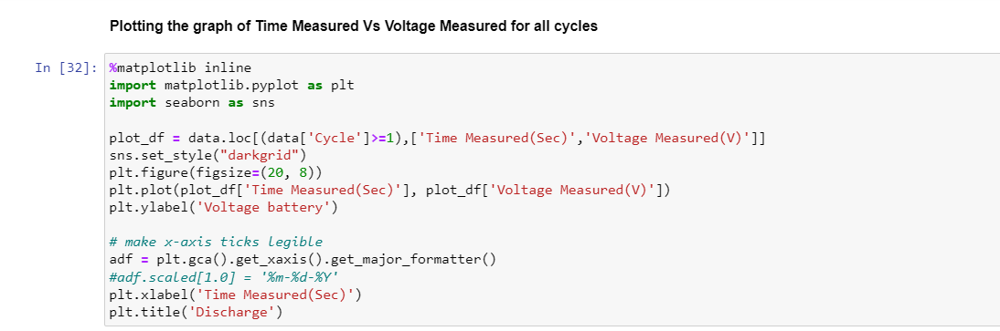 Plotting the graph of Time Measured Vs Voltage Measured for all cycles
In [32]: %matplotlib inline
import matplotlib.pyplot as plt
import seaborn as sns
plot_df = data.loc[(data['Cycle']>=1),['Time Measured(Sec)','Voltage Measured(V)']]
sns.set_style("darkgrid")
plt.figure(figsize=(20, 8))
plt.plot(plot_df['Time Measured(Sec)'], plot_df['Voltage Measured(V)'])
plt.ylabel('Voltage battery')
# make x-axis ticks legible
adf = plt.gca().get_xaxis().get_major_formatter()
#adf.scaled[1.0] = '%m-%d-%Y'
plt.xlabel('Time Measured(Sec)')
plt.title('Discharge')